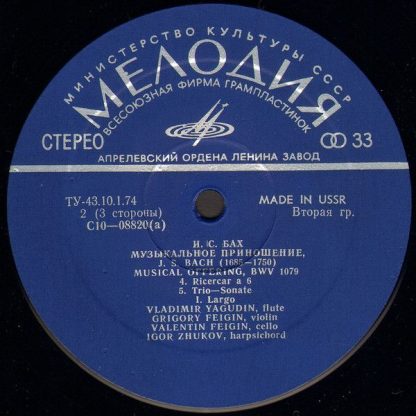 МИНИСТЕРСТВО КУЛЬТУРЫ СССР
МЕЛОДИЯ
ВСЕСОЮЗНАЯ ФИРМА ГРАМПЛАСТИНОК
СТЕРЕО 33
АПРЕЛЕВСКИЙ ОРДЕНА ЛЕНИНА ЗАВОД
ТУ-43.10.1.74 MADE IN USSR
2 (3 стороны) Вторая гр.
С10—08820(а)
И. С. БАХ
МУЗЫКАЛЬНОЕ ПРИНОШЕНИЕ,
J. S. BACH (1685—1750)
MUSICAL OFFERING, BWV 1079
4. Ricercar a 6
5. Trio—Sonate
1. Largo
VLADIMIR YAGUDIN, flute
GRIGORY FEIGIN, violin
VALENTIN FEIGIN, cello
IGOR ZHUKOV, harpsichord